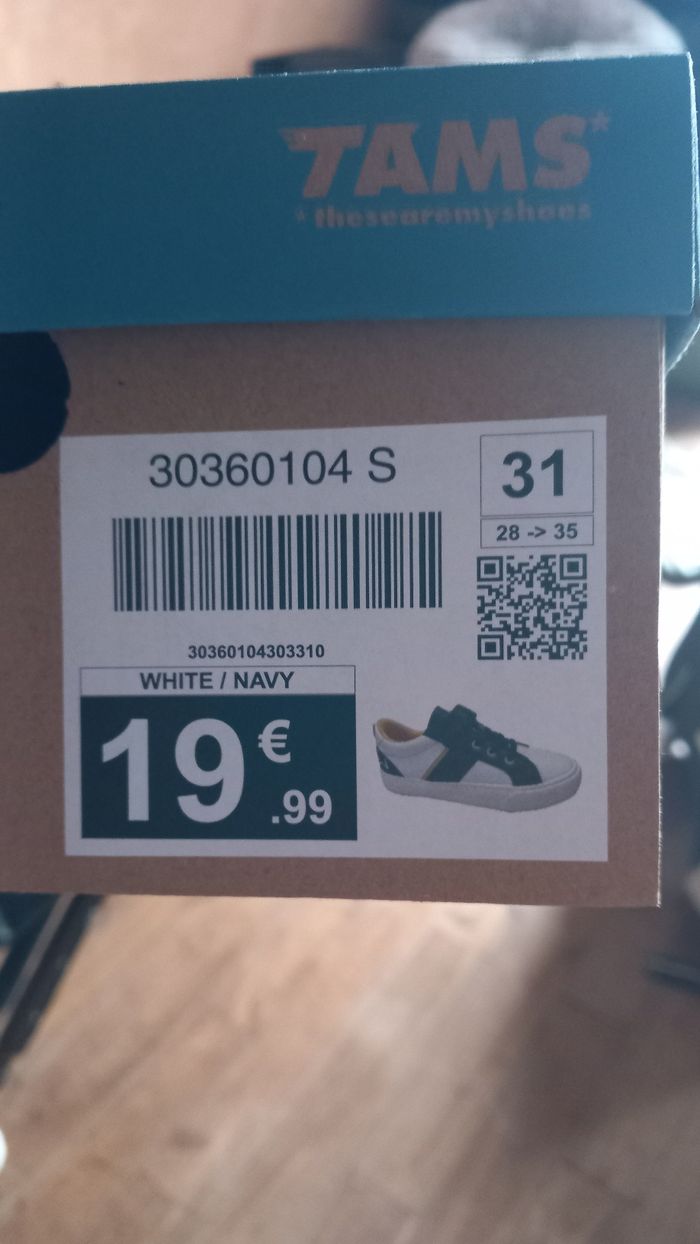 TAMS*
*thesearemyshoes
30360104 S
31
28 -> 35
30360104303310
WHITE / NAVY
19€.99